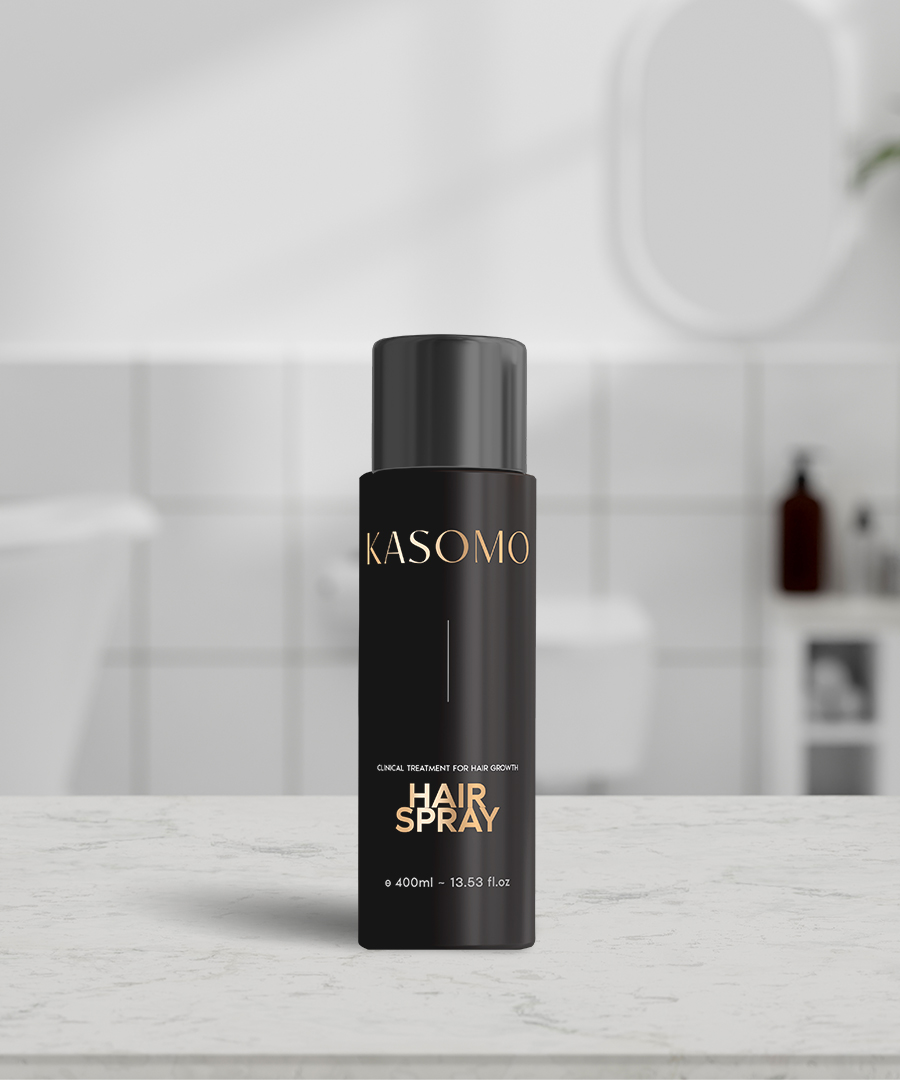 KASOMO
CLINICAL TREATMENT FOR HAIR GROWTH
HAIR
SPRAY
e 400ml ~ 13.53 fl.oz